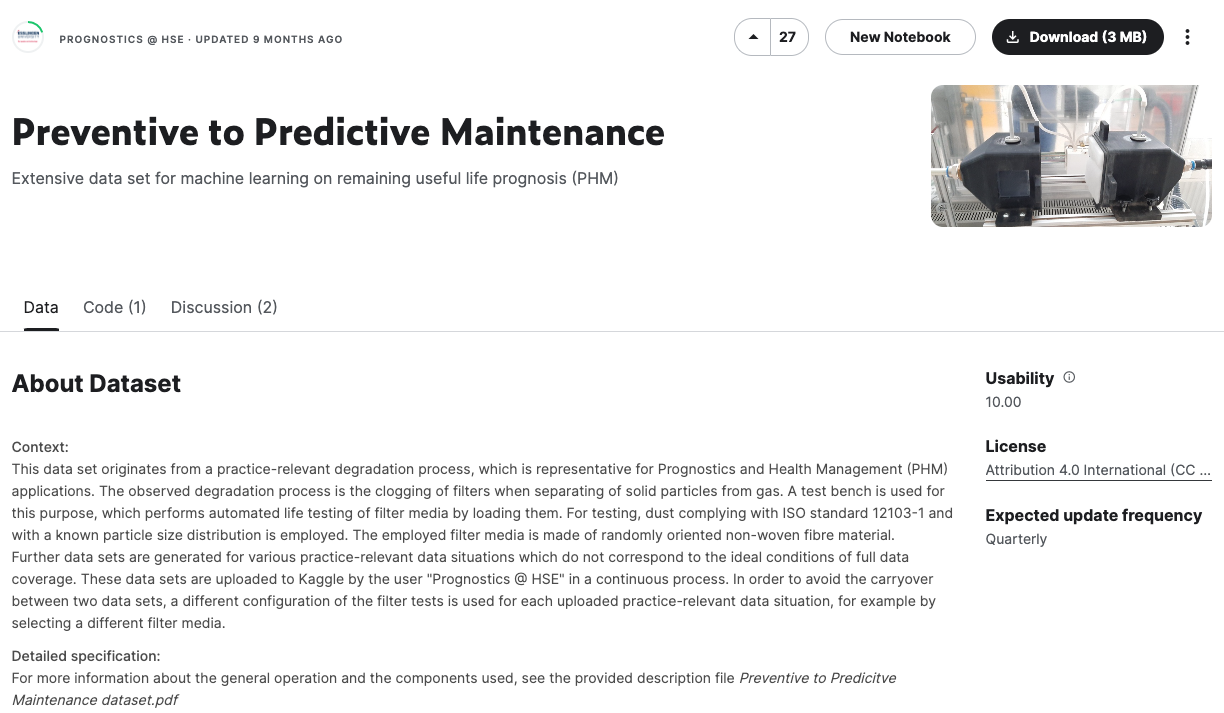 PROGNOSTICS @ HSE · UPDATED 9 MONTHS AGO
27
New Notebook
Download (3 MB)
Preventive to Predictive Maintenance
Extensive data set for machine learning on remaining useful life prognosis (PHM)
Data
Code (1)
Discussion (2)
About Dataset
Context:
This data set originates from a practice-relevant degradation process, which is representative for Prognostics and Health Management (PHM)
applications. The observed degradation process is the clogging of filters when separating of solid particles from gas. A test bench is used for
this purpose, which performs automated life testing of filter media by loading them. For testing, dust complying with ISO standard 12103-1 and
with a known particle size distribution is employed. The employed filter media is made of randomly oriented non-woven fibre material.
Further data sets are generated for various practice-relevant data situations which do not correspond to the ideal conditions of full data
coverage. These data sets are uploaded to Kaggle by the user "Prognostics @ HSE" in a continuous process. In order to avoid the carryover
between two data sets, a different configuration of the filter tests is used for each uploaded practice-relevant data situation, for example by
selecting a different filter media.
Detailed specification:
For more information about the general operation and the components used, see the provided description file Preventive to Predicitve
Maintenance dataset.pdf
Usability
10.00
License
Attribution 4.0 International (CC ...
Expected update frequency
Quarterly